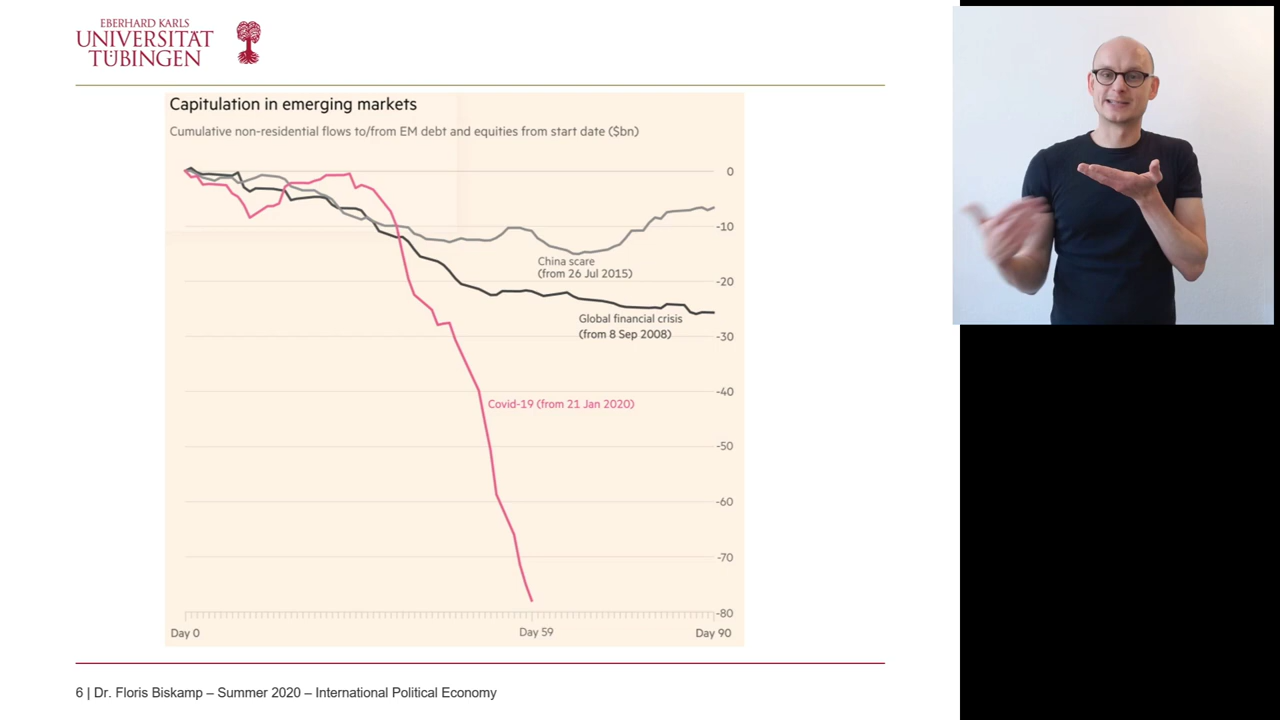 EBERHARD KARLS
UNIVERSITÄT
TÜBINGEN
Capitulation in emerging markets
Cumulative non-residential flows to/from EM debt and equities from start date ($bn)
0
-10
China scare
(from 26 Jul 2015)
-20
Global financial crisis
(from 8 Sep 2008)
-30
-40
Covid-19 (from 21 Jan 2020)
-50
-60
-70
-80
Day 0
Day 59
Day 90
6 | Dr. Floris Biskamp – Summer 2020 – International Political Economy